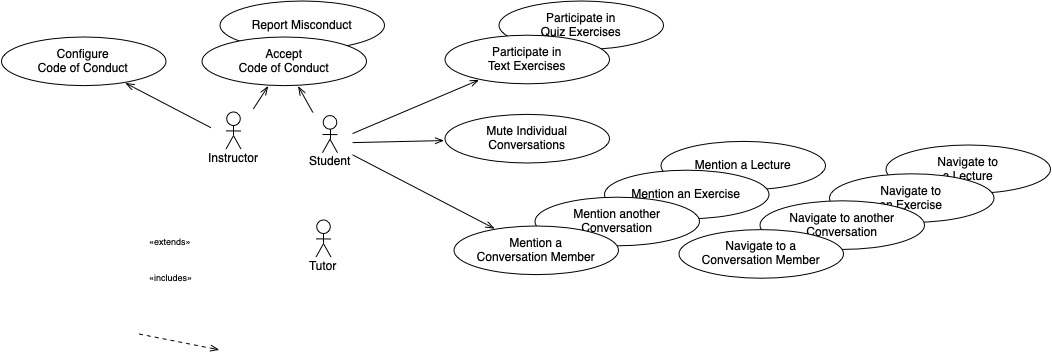 Report Misconduct
Configure
Code of Conduct
Accept
Code of Conduct
Participate in
Quiz Exercises
Participate in
Text Exercises
Instructor
Student
Mute Individual
Conversations
Mention a Lecture
Mention an Exercise
Mention another
Conversation
Mention a
Conversation Member
Navigate to
a Lecture
Navigate to
an Exercise
Navigate to another
Conversation
Navigate to a
Conversation Member
Tutor
«extends»
«includes»